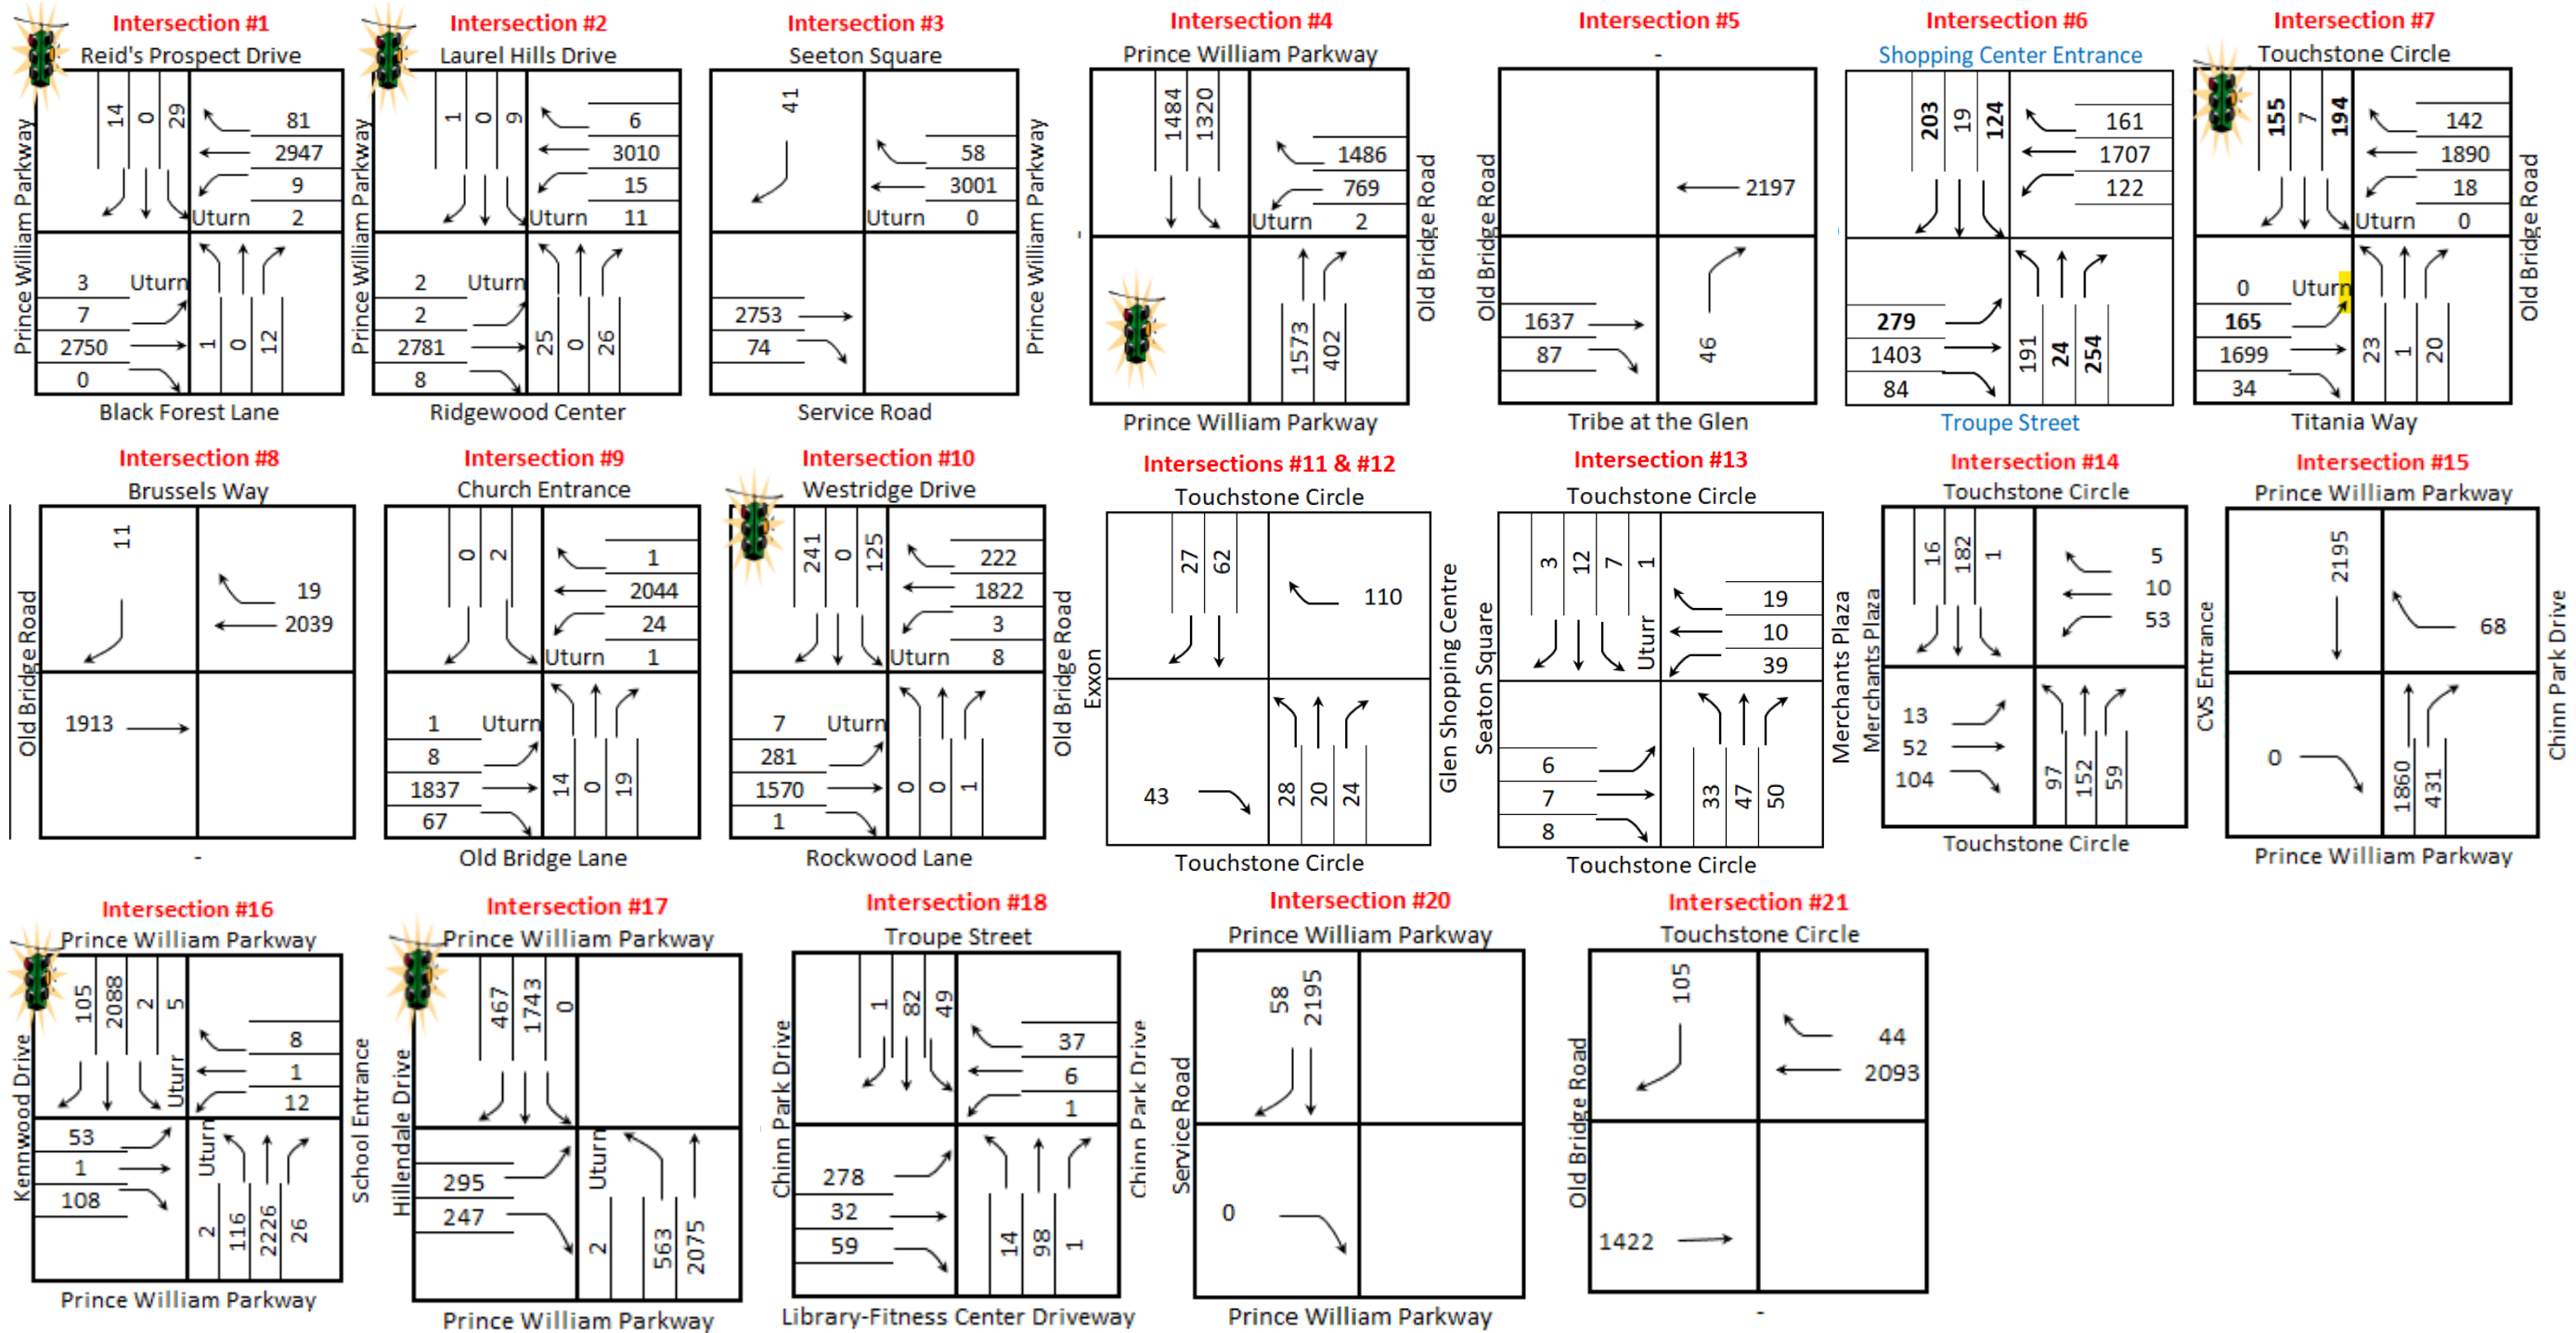 Intersection #1
Reid's Prospect Drive
Prince William Parkway
14 0 29
81
2947
9
Uturn 2
3 Uturn
7
2750
0
1 0 12
Black Forest Lane
Intersection #2
Laurel Hills Drive
Prince William Parkway
1 0 9
6
3010
15
Uturn 11
2 Uturn
2
2781
8
25 0 26
Ridgewood Center
Intersection #3
Seeton Square
41
58
3001
Uturn 0
Prince William Parkway
2753
74
Service Road
Intersection #4
Prince William Parkway
-
1484 1320
1486
769
Uturn 2
Old Bridge Road
1573 402
Prince William Parkway
Intersection #5
-
Old Bridge Road
2197
1637
87
46
Tribe at the Glen
Intersection #6
Shopping Center Entrance
203 19 124
161
1707
122
279
1403
84
191 24 254
Troupe Street
Intersection #7
Touchstone Circle
155 7 194
142
1890
18
Uturn 0
Old Bridge Road
0 Uturn
165
1699
34
23 1 20
Titania Way
Intersection #8
Brussels Way
Old Bridge Road
11
19
2039
1913
-
Intersection #9
Church Entrance
0 2
1
2044
24
Uturn 1
1 Uturn
8
1837
67
14 0 19
Old Bridge Lane
Intersection #10
Westridge Drive
241 0 125
222
1822
3
Uturn 8
Old Bridge Road
7 Uturn
281
1570
1
0 0 1
Rockwood Lane
Intersections #11 & #12
Touchstone Circle
Exxon
27 62
110
Glen Shopping Centre
43
28 20 24
Touchstone Circle
Intersection #13
Touchstone Circle
Seaton Square
3 12 7 1
Uturr
19
10
39
Merchants Plaza
6
7
8
33 47 50
Touchstone Circle
Intersection #14
Touchstone Circle
Merchants Plaza
16 182 1
5
10
53
CVS Entrance
13
52
104
97 152 59
Touchstone Circle
Intersection #15
Prince William Parkway
2195
68
Chinn Park Drive
0
1860 431
Prince William Parkway
Intersection #16
Prince William Parkway
Kennwood Drive
105 2088 2 5
Uturr
8
1
12
School Entrance
53
1
108
Uturn
2 116 2226 26
Prince William Parkway
Intersection #17
Prince William Parkway
Hillendale Drive
467 1743 0
295
247
Uturn
2 563 2075
Prince William Parkway
Intersection #18
Troupe Street
Chinn Park Drive
1 82 49
37
6
1
Chinn Park Drive
278
32
59
14 98 1
Library-Fitness Center Driveway
Intersection #20
Prince William Parkway
Service Road
58 2195
0
Prince William Parkway
Intersection #21
Touchstone Circle
Old Bridge Road
105
44
2093
1422
-